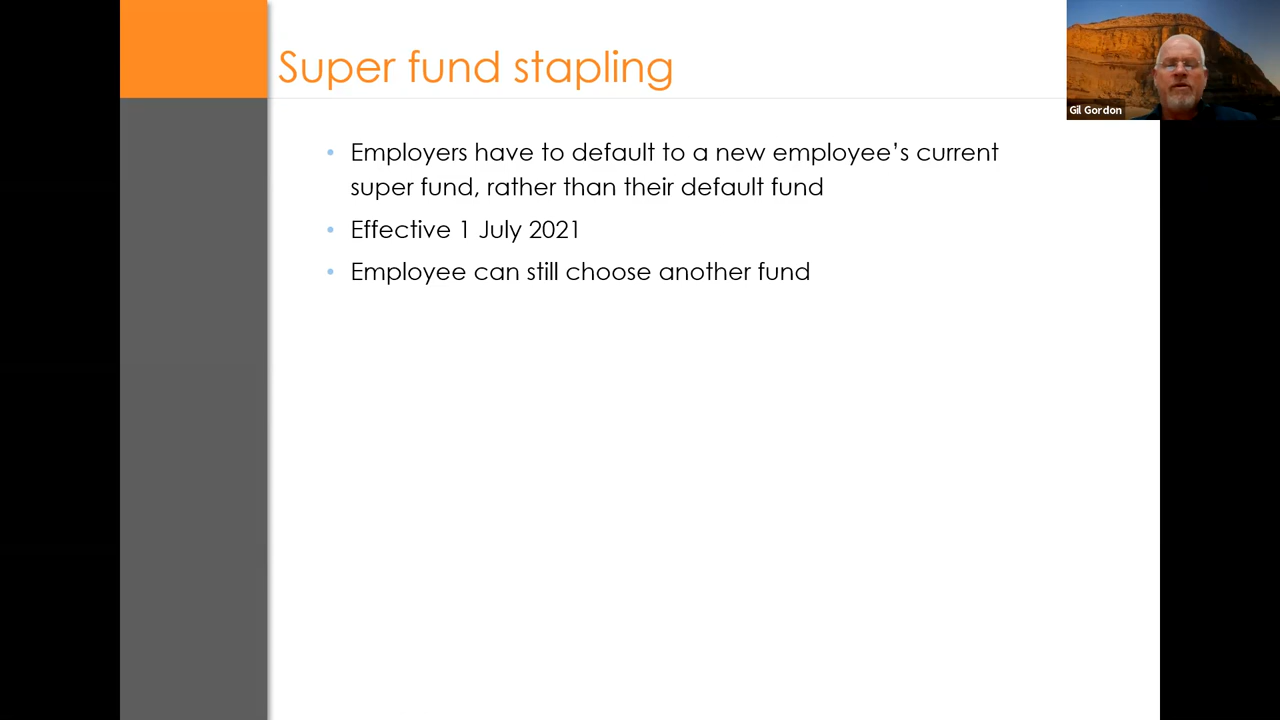 Super fund stapling
Gil Gordon
• Employers have to default to a new employee’s current
super fund, rather than their default fund
• Effective 1 July 2021
• Employee can still choose another fund